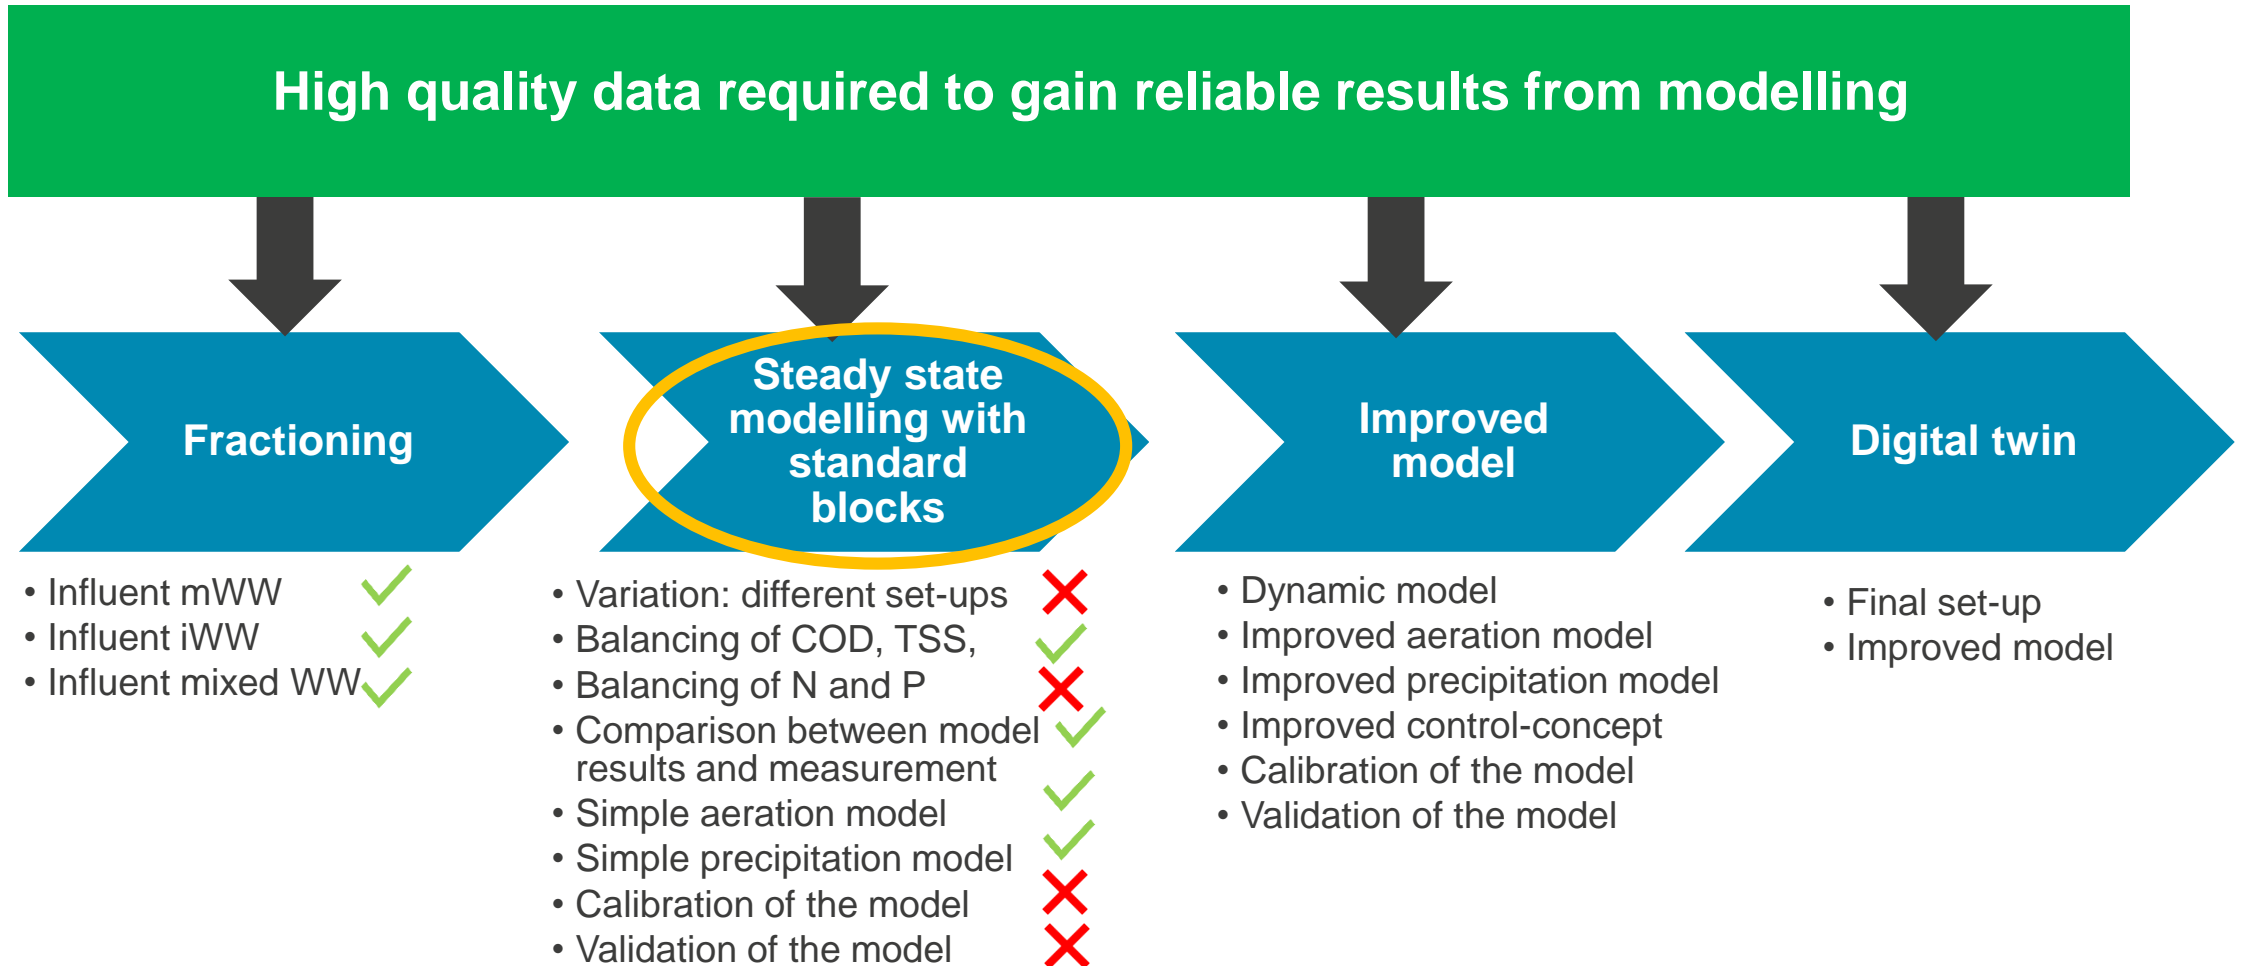 High quality data required to gain reliable results from modelling
Fractioning
Steady state
modelling with
standard
blocks
Improved
model
Digital twin
• Influent mWW
• Influent iWW
• Influent mixed WW
• Variation: different set-ups
• Balancing of COD, TSS,
• Balancing of N and P
• Comparison between model
results and measurement
• Simple aeration model
• Simple precipitation model
• Calibration of the model
• Validation of the model
• Dynamic model
• Improved aeration model
• Improved precipitation model
• Improved control-concept
• Calibration of the model
• Validation of the model
• Final set-up
• Improved model